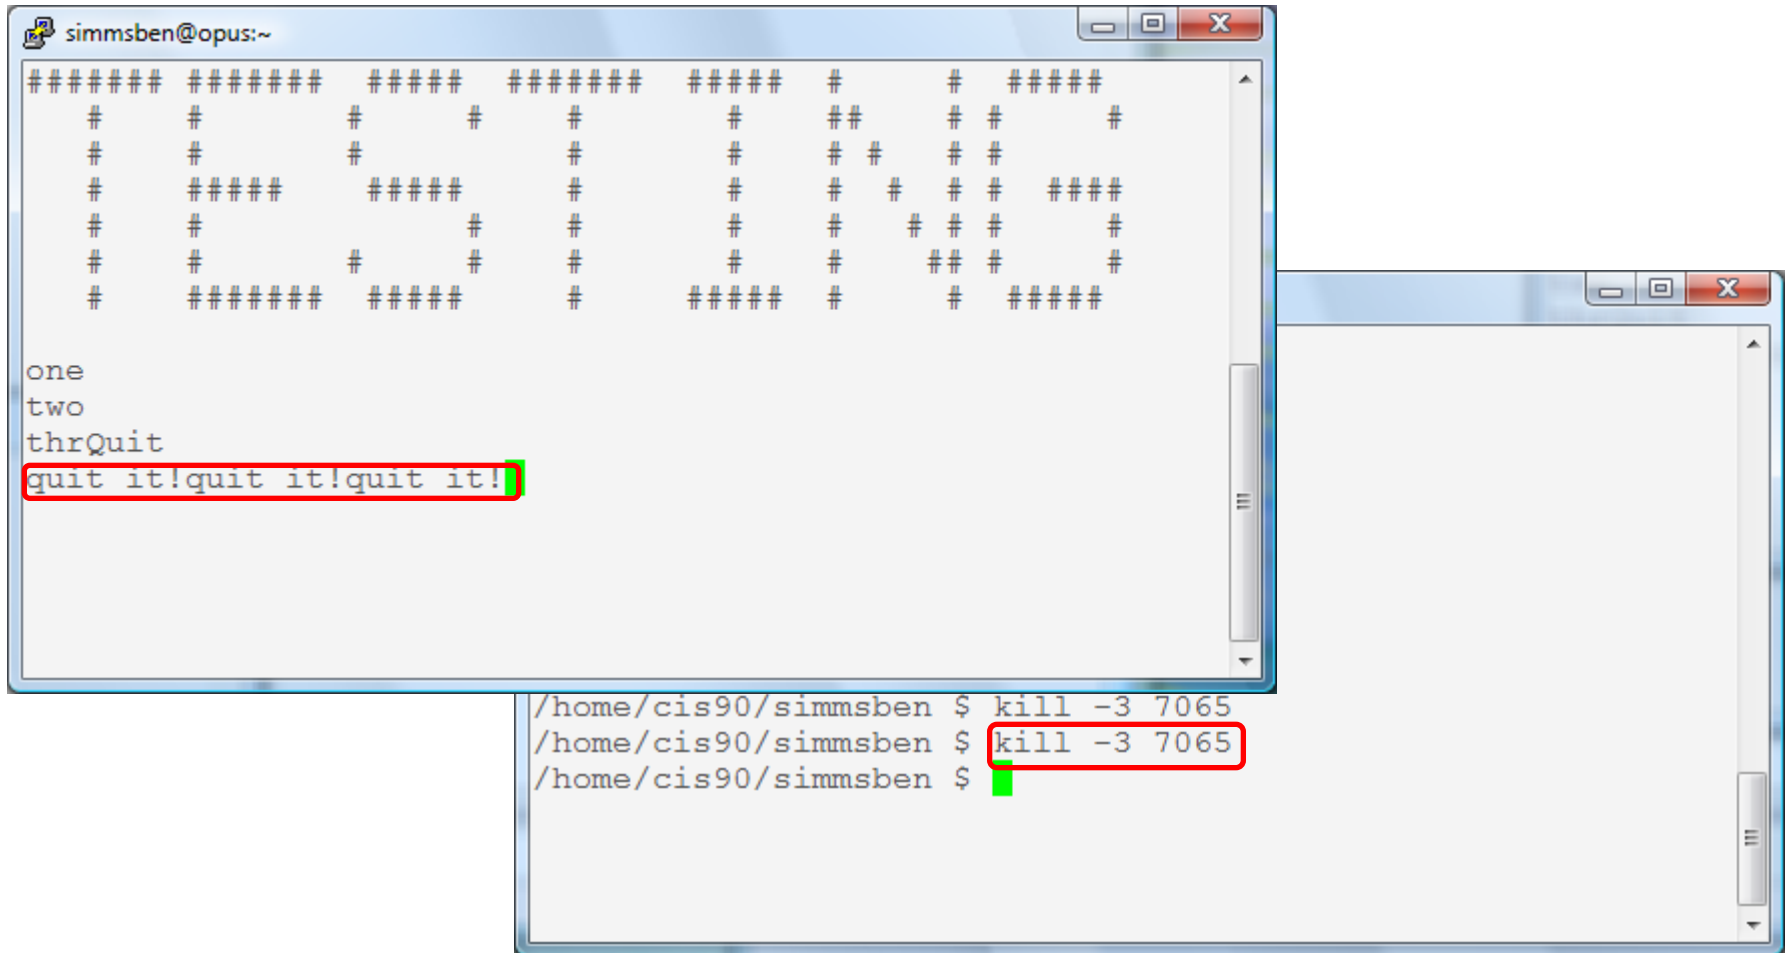 simmsben@opus:~
####### #######  #####  #######  #####  #     #  #####
   #    #       #     #    #       #    ##    # #     #
   #    #       #          #       #    # #   # #
   #    #####    #####     #       #    #  #  # #  ####
   #    #             #    #       #    #   # # #     #
   #    #       #     #    #       #    #    ## #     #
   #    #######  #####     #     #####  #     #  #####
one
two
thrQuit
quit it!quit it!quit it!
/home/cis90/simmsben $ kill -3 7065
/home/cis90/simmsben $ kill -3 7065
/home/cis90/simmsben $